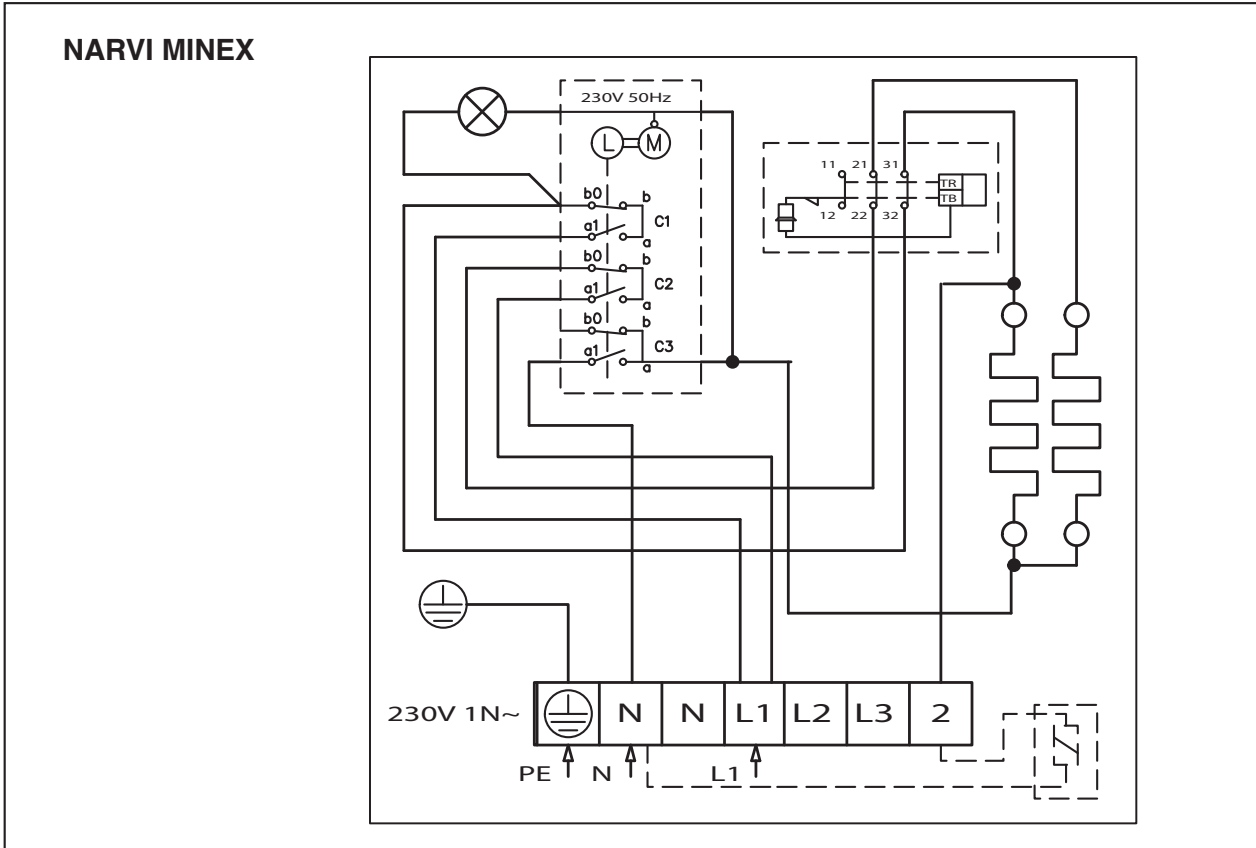 NARVI MINEX
230V 50Hz
L M
11 21 31
TR
TB
12 22 32
b0 b
C1
a1 a
b0 b
C2
a1 a
b0 b
C3
a1 a
230V 1N~ N N L1 L2 L3 2
PE N L1